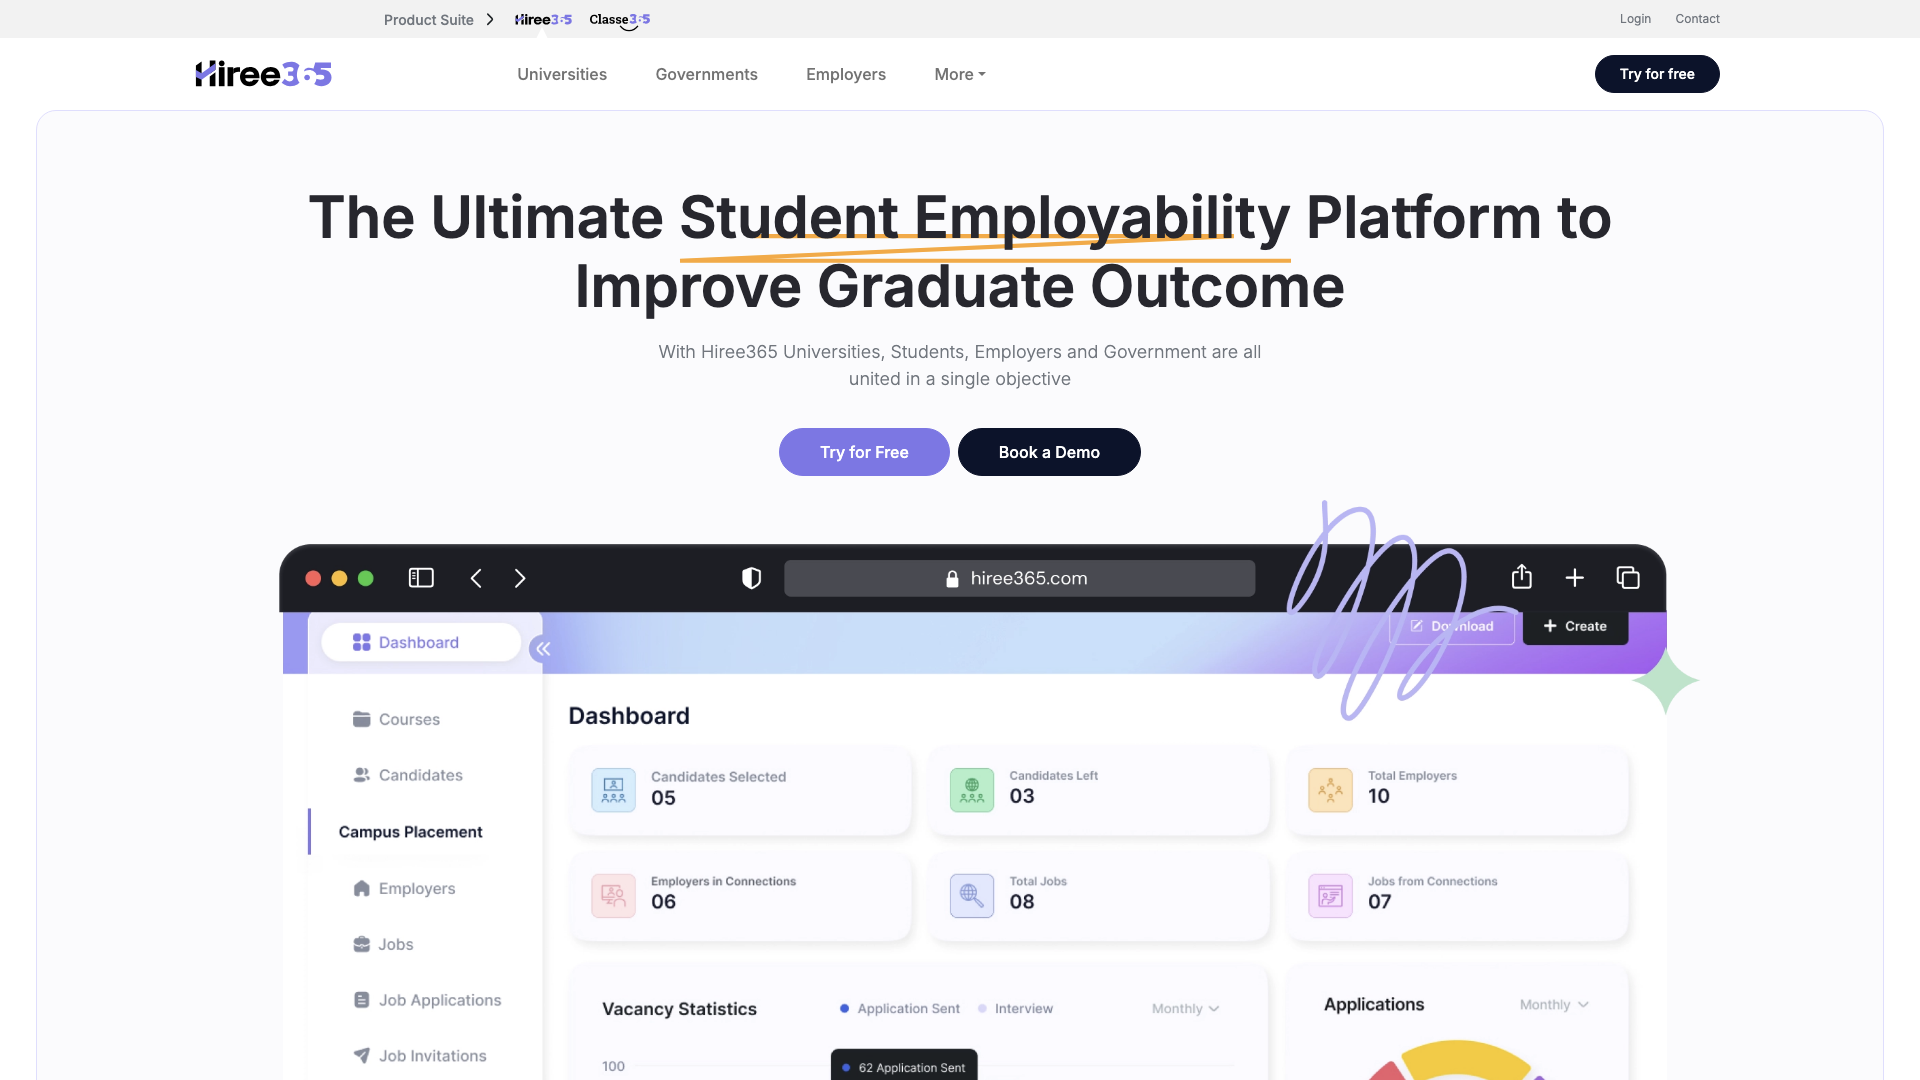 Product Suite
Hiree365
Classe365
Login
Contact
Hiree365
Universities
Governments
Employers
More
Try for free
The Ultimate Student Employability Platform to
Improve Graduate Outcome
With Hiree365 Universities, Students, Employers and Government are all
united in a single objective
Try for Free
Book a Demo
hiree365.com
Dashboard
Download
Create
Courses
Candidates
Campus Placement
Employers
Jobs
Job Applications
Job Invitations
Dashboard
Candidates Selected
05
Candidates Left
03
Total Employers
10
Employers in Connections
06
Total Jobs
08
Jobs from Connections
07
Vacancy Statistics
Application Sent
Interview
Monthly
100
62 Application Sent
Applications
Monthly